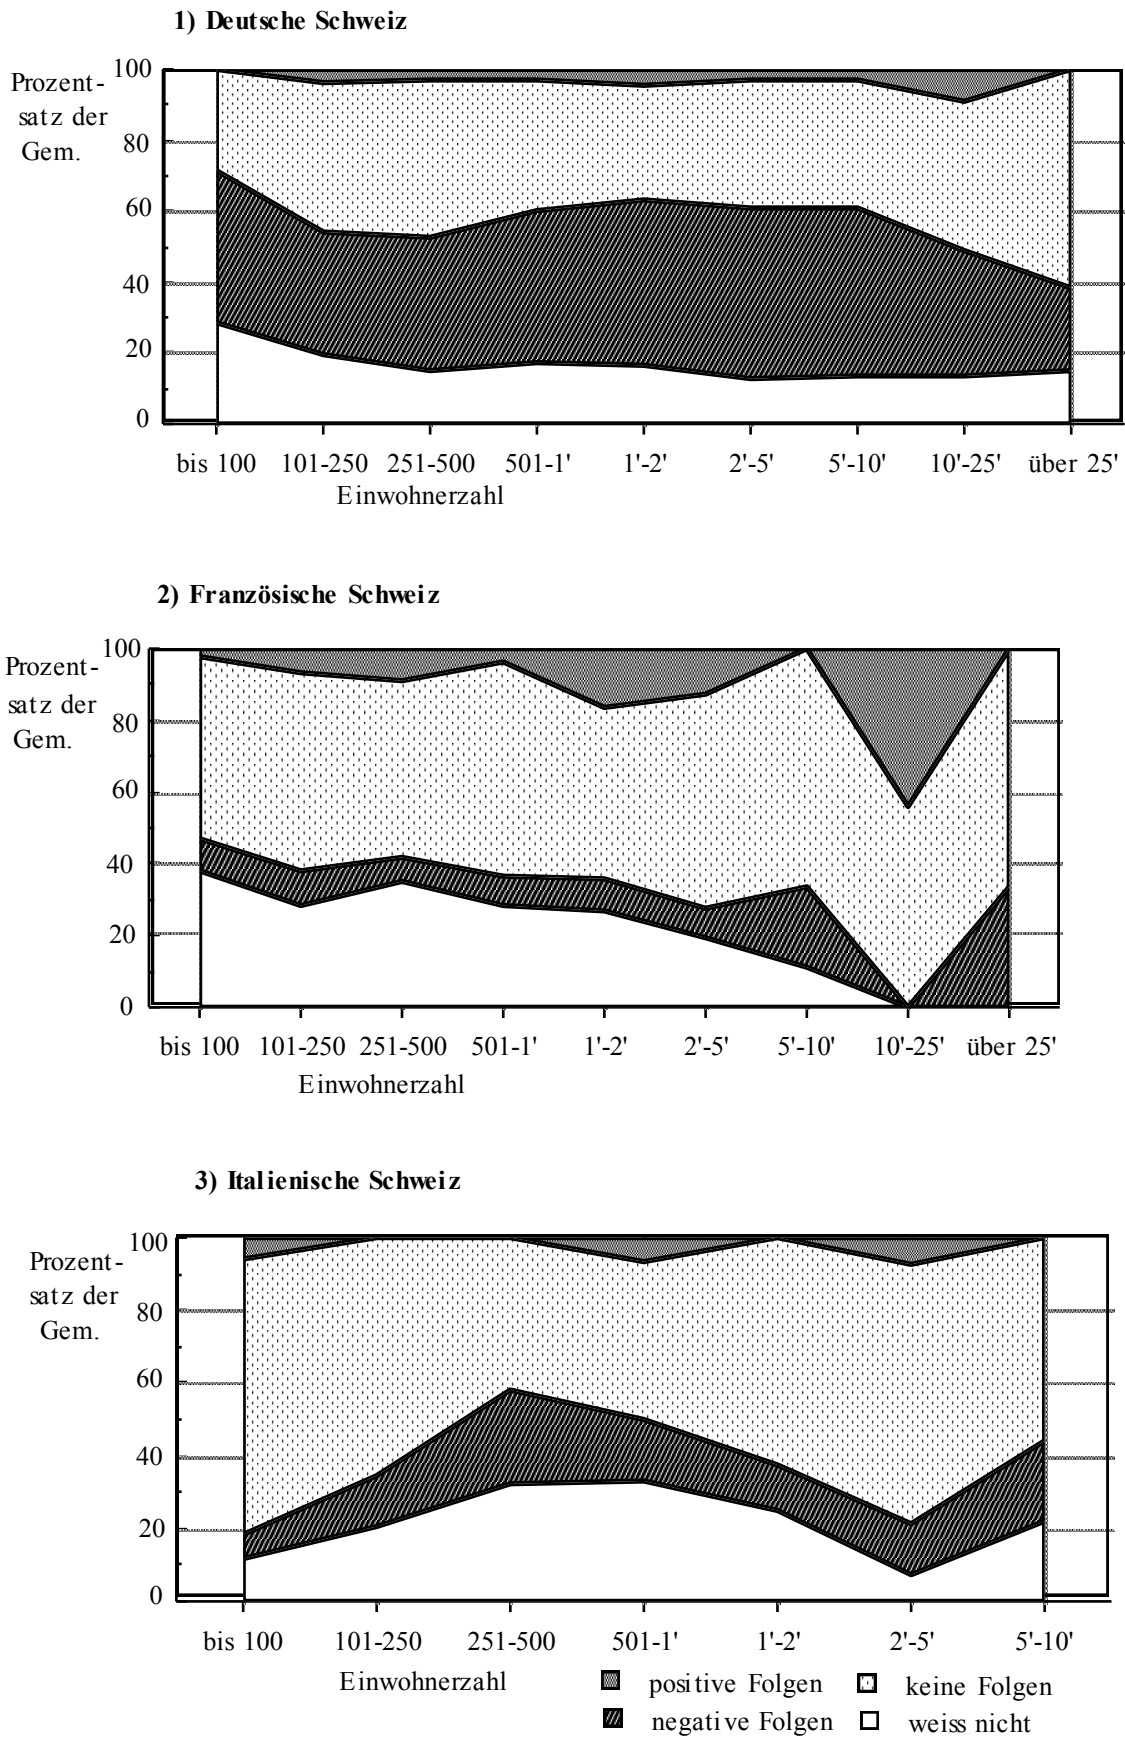 1) Deutsche Schweiz
Prozent-
satz der
Gem.
100
80
60
40
20
0
bis 100 101-250 251-500 501-1' 1'-2' 2'-5' 5'-10' 10'-25' über 25'
Einwohnerzahl
2) Französische Schweiz
Prozent-
satz der
Gem.
100
80
60
40
20
0
bis 100 101-250 251-500 501-1' 1'-2' 2'-5' 5'-10' 10'-25' über 25'
Einwohnerzahl
3) Italienische Schweiz
Prozent-
satz der
Gem.
100
80
60
40
20
0
bis 100 101-250 251-500 501-1' 1'-2' 2'-5' 5'-10'
Einwohnerzahl
positive Folgen keine Folgen
negative Folgen weiss nicht